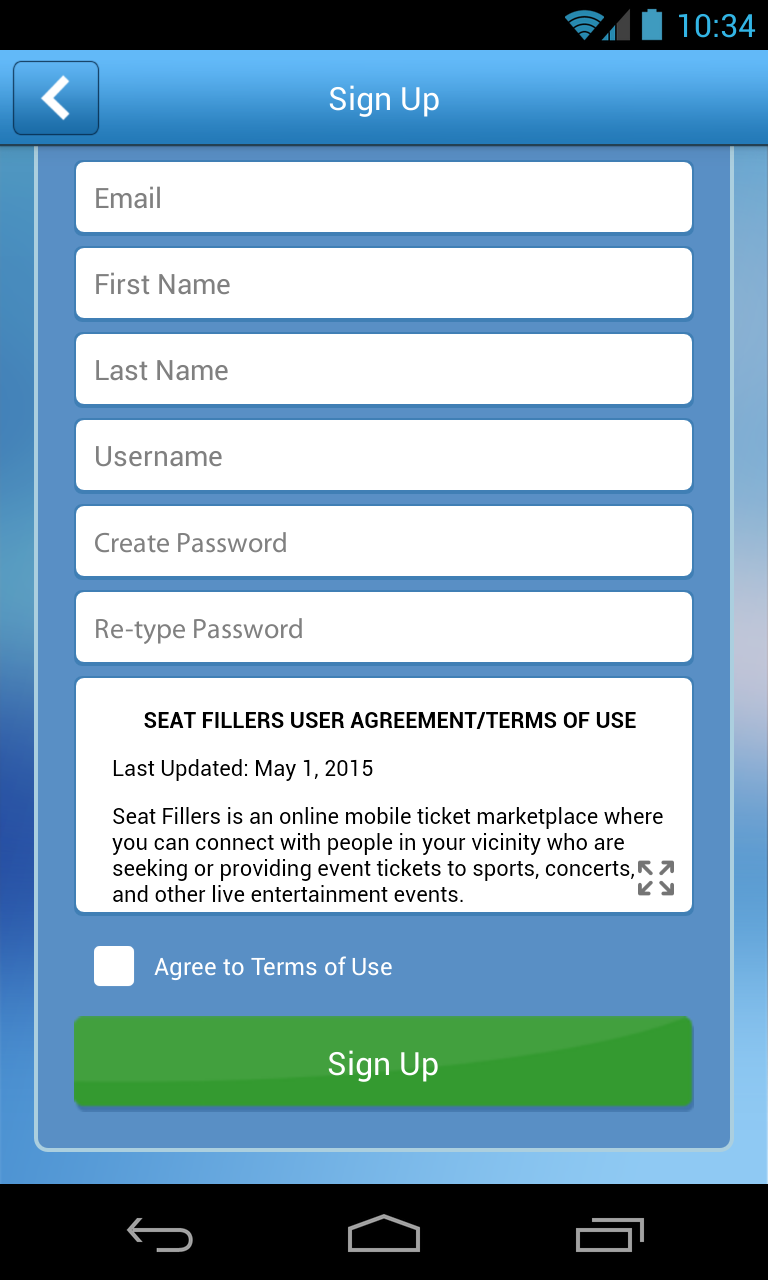 10:34
Sign Up
Email
First Name
Last Name
Username
Create Password
Re-type Password
SEAT FILLERS USER AGREEMENT/TERMS OF USE
Last Updated: May 1, 2015
Seat Fillers is an online mobile ticket marketplace where
you can connect with people in your vicinity who are
seeking or providing event tickets to sports, concerts,
and other live entertainment events.
Agree to Terms of Use
Sign Up